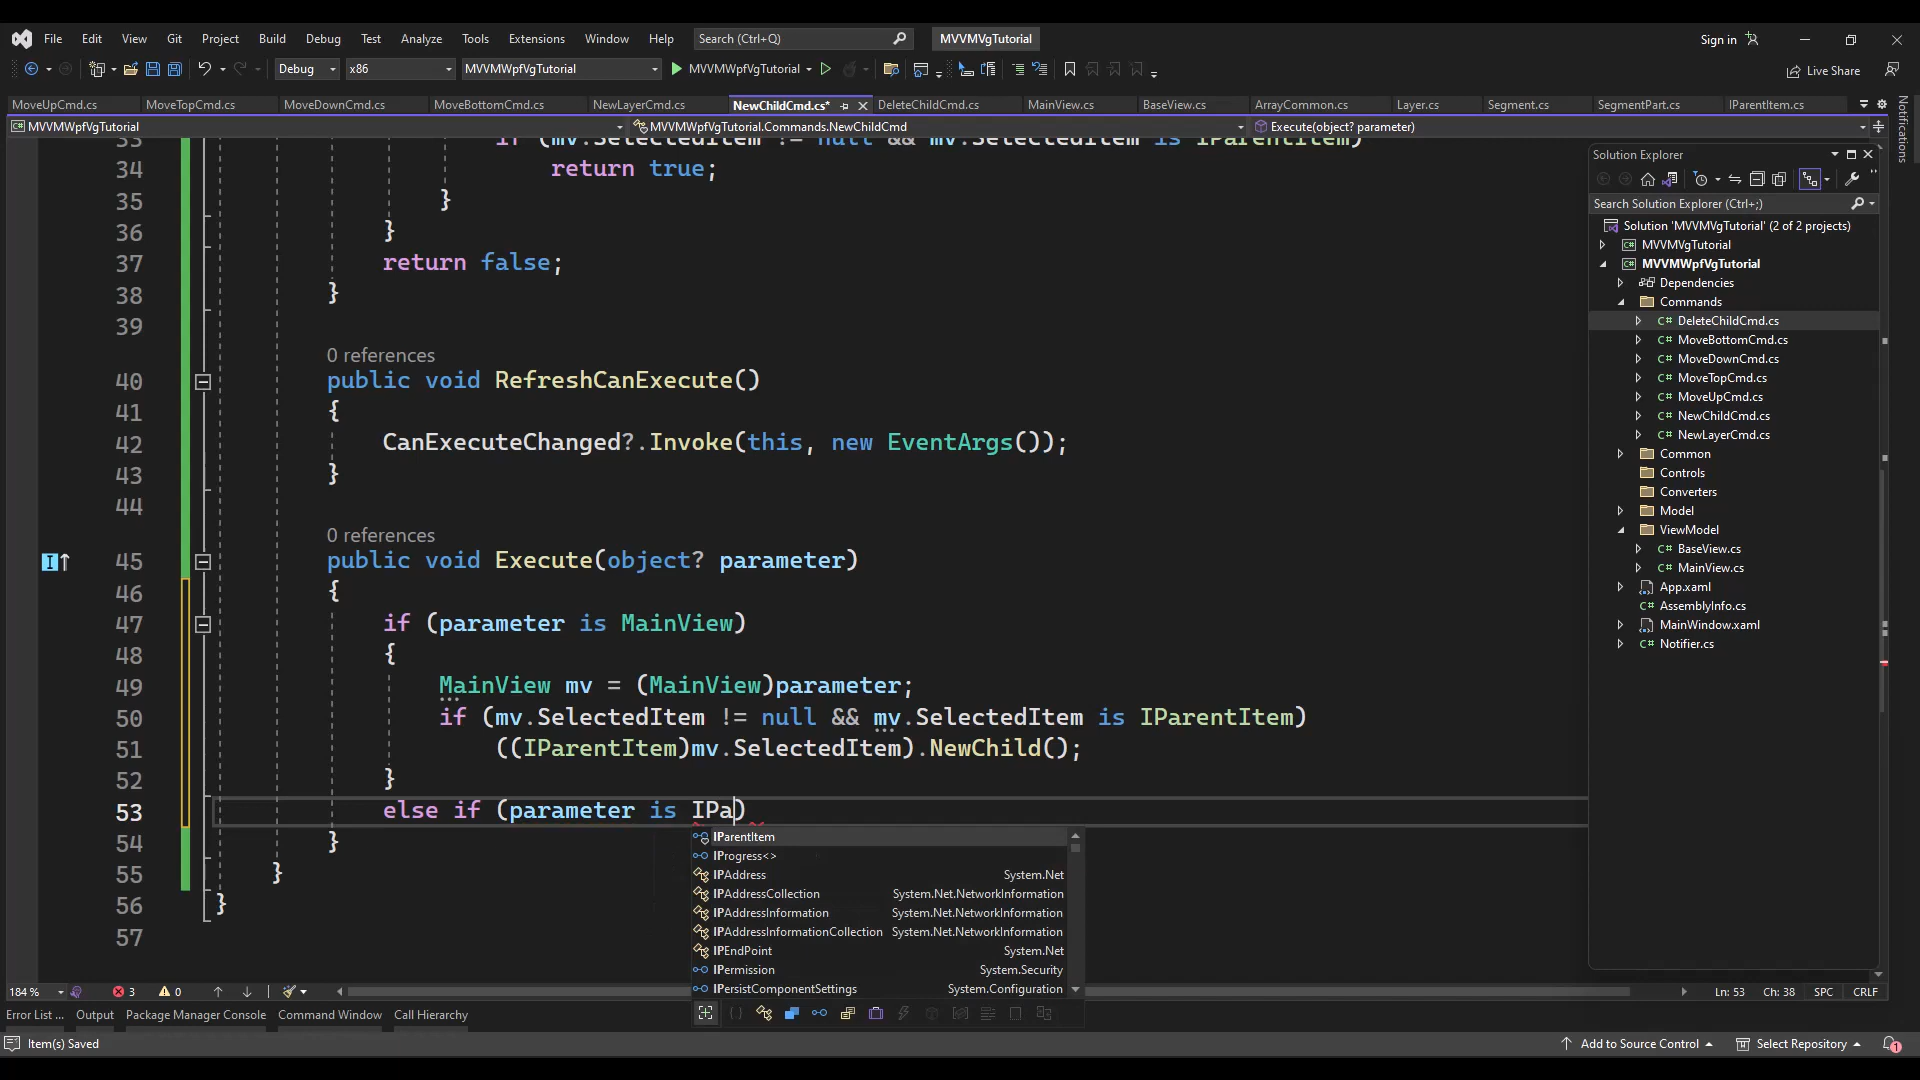 File Edit View Git Project Build Debug Test Analyze Tools Extensions Window Help Search (Ctrl+Q) MVVMVgTutorial Sign in
Debug x86 MVVMWpfVgTutorial MVVMWpfVgTutorial Live Share
MoveUpCmd.cs MoveTopCmd.cs MoveDownCmd.cs MoveBottomCmd.cs NewLayerCmd.cs NewChildCmd.cs* DeleteChildCmd.cs MainView.cs BaseView.cs ArrayCommon.cs Layer.cs Segment.cs SegmentPart.cs IParentItem.cs
MVVMWpfVgTutorial MVVMWpfVgTutorial.Commands.NewChildCmd Execute(object? parameter)
Notifications
33 if (mv.SelectedItem != null && mv.SelectedItem is IParentItem)
34 return true;
35 }
36 }
37 return false;
38 }
39
0 references
40 public void RefreshCanExecute()
41 {
42 CanExecuteChanged?.Invoke(this, new EventArgs());
43 }
44
0 references
45 public void Execute(object? parameter)
46 {
47 if (parameter is MainView)
48 {
49 MainView mv = (MainView)parameter;
50 if (mv.SelectedItem != null && mv.SelectedItem is IParentItem)
51 ((IParentItem)mv.SelectedItem).NewChild();
52 }
53 else if (parameter is IPa)
54 }
55 }
56 }
57
IParentItem
IProgress<>
IPAddress System.Net
IPAddressCollection System.Net.NetworkInformation
IPAddressInformation System.Net.NetworkInformation
IPAddressInformationCollection System.Net.NetworkInformation
IPEndPoint System.Net
IPermission System.Security
IPersistComponentSettings System.Configuration
Solution Explorer
Search Solution Explorer (Ctrl+;)
Solution 'MVVMVgTutorial' (2 of 2 projects)
C# MVVMVgTutorial
C# MVVMWpfVgTutorial
Dependencies
Commands
C# DeleteChildCmd.cs
C# MoveBottomCmd.cs
C# MoveDownCmd.cs
C# MoveTopCmd.cs
C# MoveUpCmd.cs
C# NewChildCmd.cs
C# NewLayerCmd.cs
Common
Controls
Converters
Model
ViewModel
C# BaseView.cs
C# MainView.cs
App.xaml
C# AssemblyInfo.cs
MainWindow.xaml
C# Notifier.cs
184 % 3 0 Ln: 53 Ch: 38 SPC CRLF
Error List ... Output Package Manager Console Command Window Call Hierarchy
Item(s) Saved Add to Source Control Select Repository 1